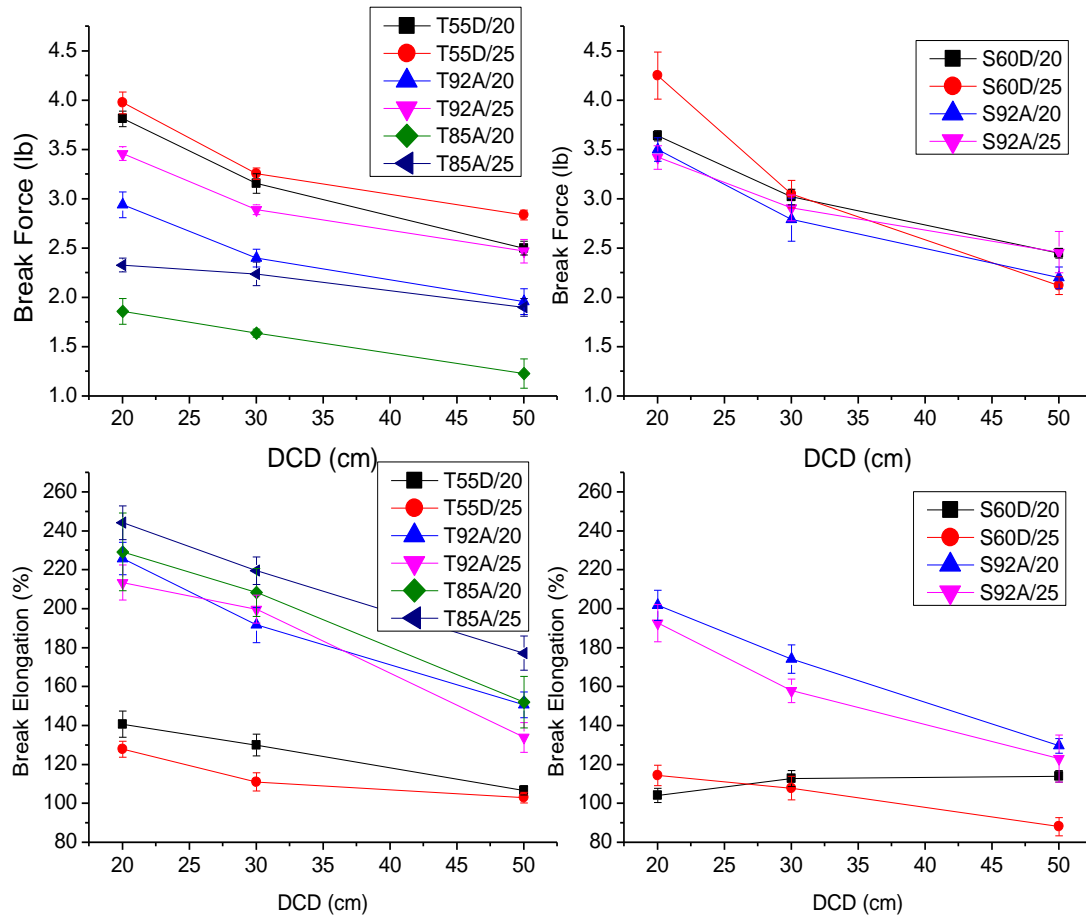 Break Force (lb)
4.5
4.0
3.5
3.0
2.5
2.0
1.5
1.0
T55D/20
T55D/25
T92A/20
T92A/25
T85A/20
T85A/25
20 25 30 35 40 45 50
DCD (cm)
Break Force (lb)
4.5
4.0
3.5
3.0
2.5
2.0
1.5
1.0
S60D/20
S60D/25
S92A/20
S92A/25
20 25 30 35 40 45 50
DCD (cm)
Break Elongation (%)
260
240
220
200
180
160
140
120
100
80
T55D/20
T55D/25
T92A/20
T92A/25
T85A/20
T85A/25
20 25 30 35 40 45 50
DCD (cm)
Break Elongation (%)
260
240
220
200
180
160
140
120
100
80
S60D/20
S60D/25
S92A/20
S92A/25
20 25 30 35 40 45 50
DCD (cm)